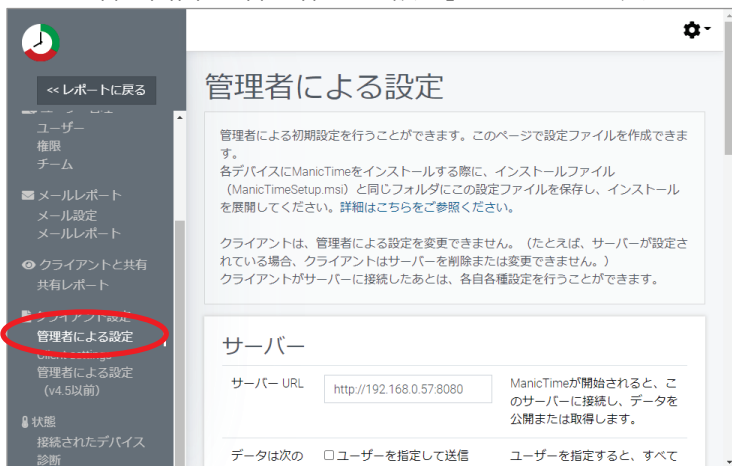 << レポートに戻る
ユーザー
権限
チーム
メールレポート
メール設定
メールレポート
クライアントと共有
共有レポート
クライアント設定
管理者による設定
Client settings
管理者による設定
（v4.5以前）
状態
接続されたデバイス
診断
管理者による設定
管理者による初期設定を行うことができます。このページで設定ファイルを作成できま
す。
各デバイスにManicTimeをインストールする際に、インストールファイル
（ManicTimeSetup.msi）と同じフォルダにこの設定ファイルを保存し、インストール
を展開してください。詳細はこちらをご参照ください。
クライアントは、管理者による設定を変更できません。（たとえば、サーバーが設定さ
れている場合、クライアントはサーバーを削除または変更できません。）
クライアントがサーバーに接続したあとは、各自各種設定を行うことができます。
サーバー
サーバー URL
http://192.168.0.57:8080
ManicTimeが開始されると、こ
のサーバーに接続し、データを
公開または取得します。
データは次の
ユーザーを指定して送信
ユーザーを指定すると、すべて